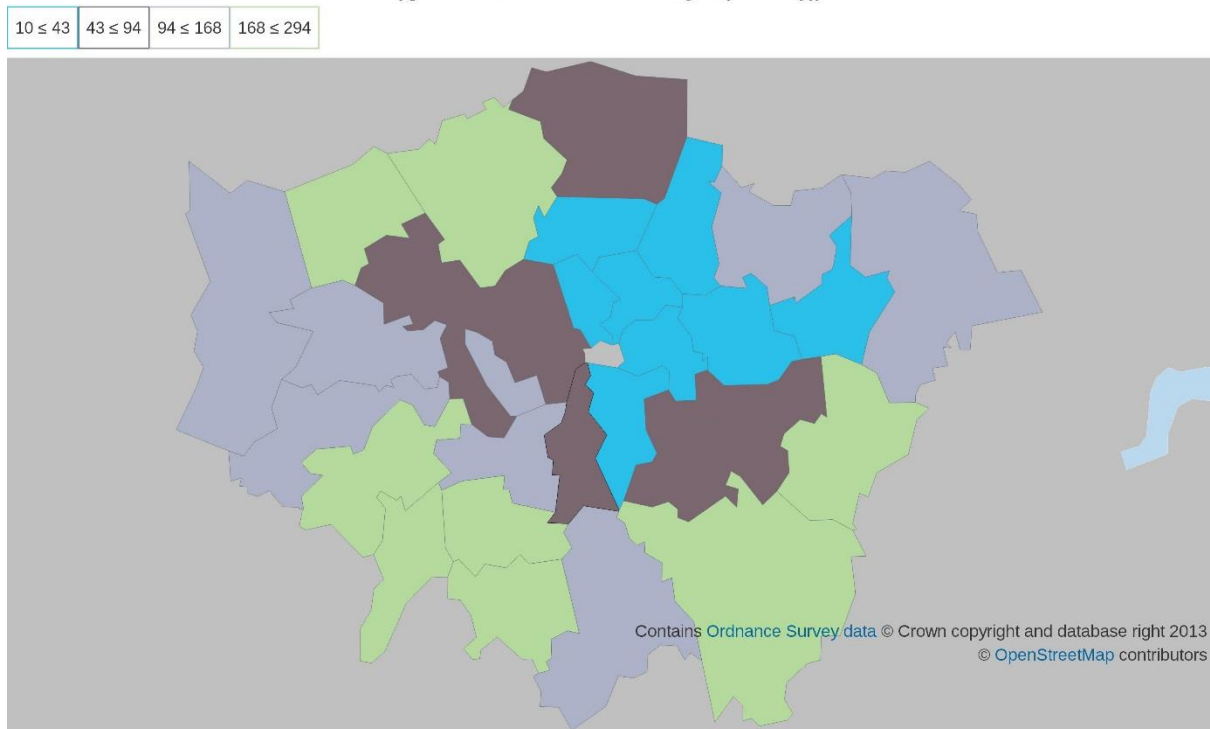 10 ≤ 43 43 ≤ 94 94 ≤ 168 168 ≤ 294
Contains Ordnance Survey data © Crown copyright and database right 2013
© OpenStreetMap contributors